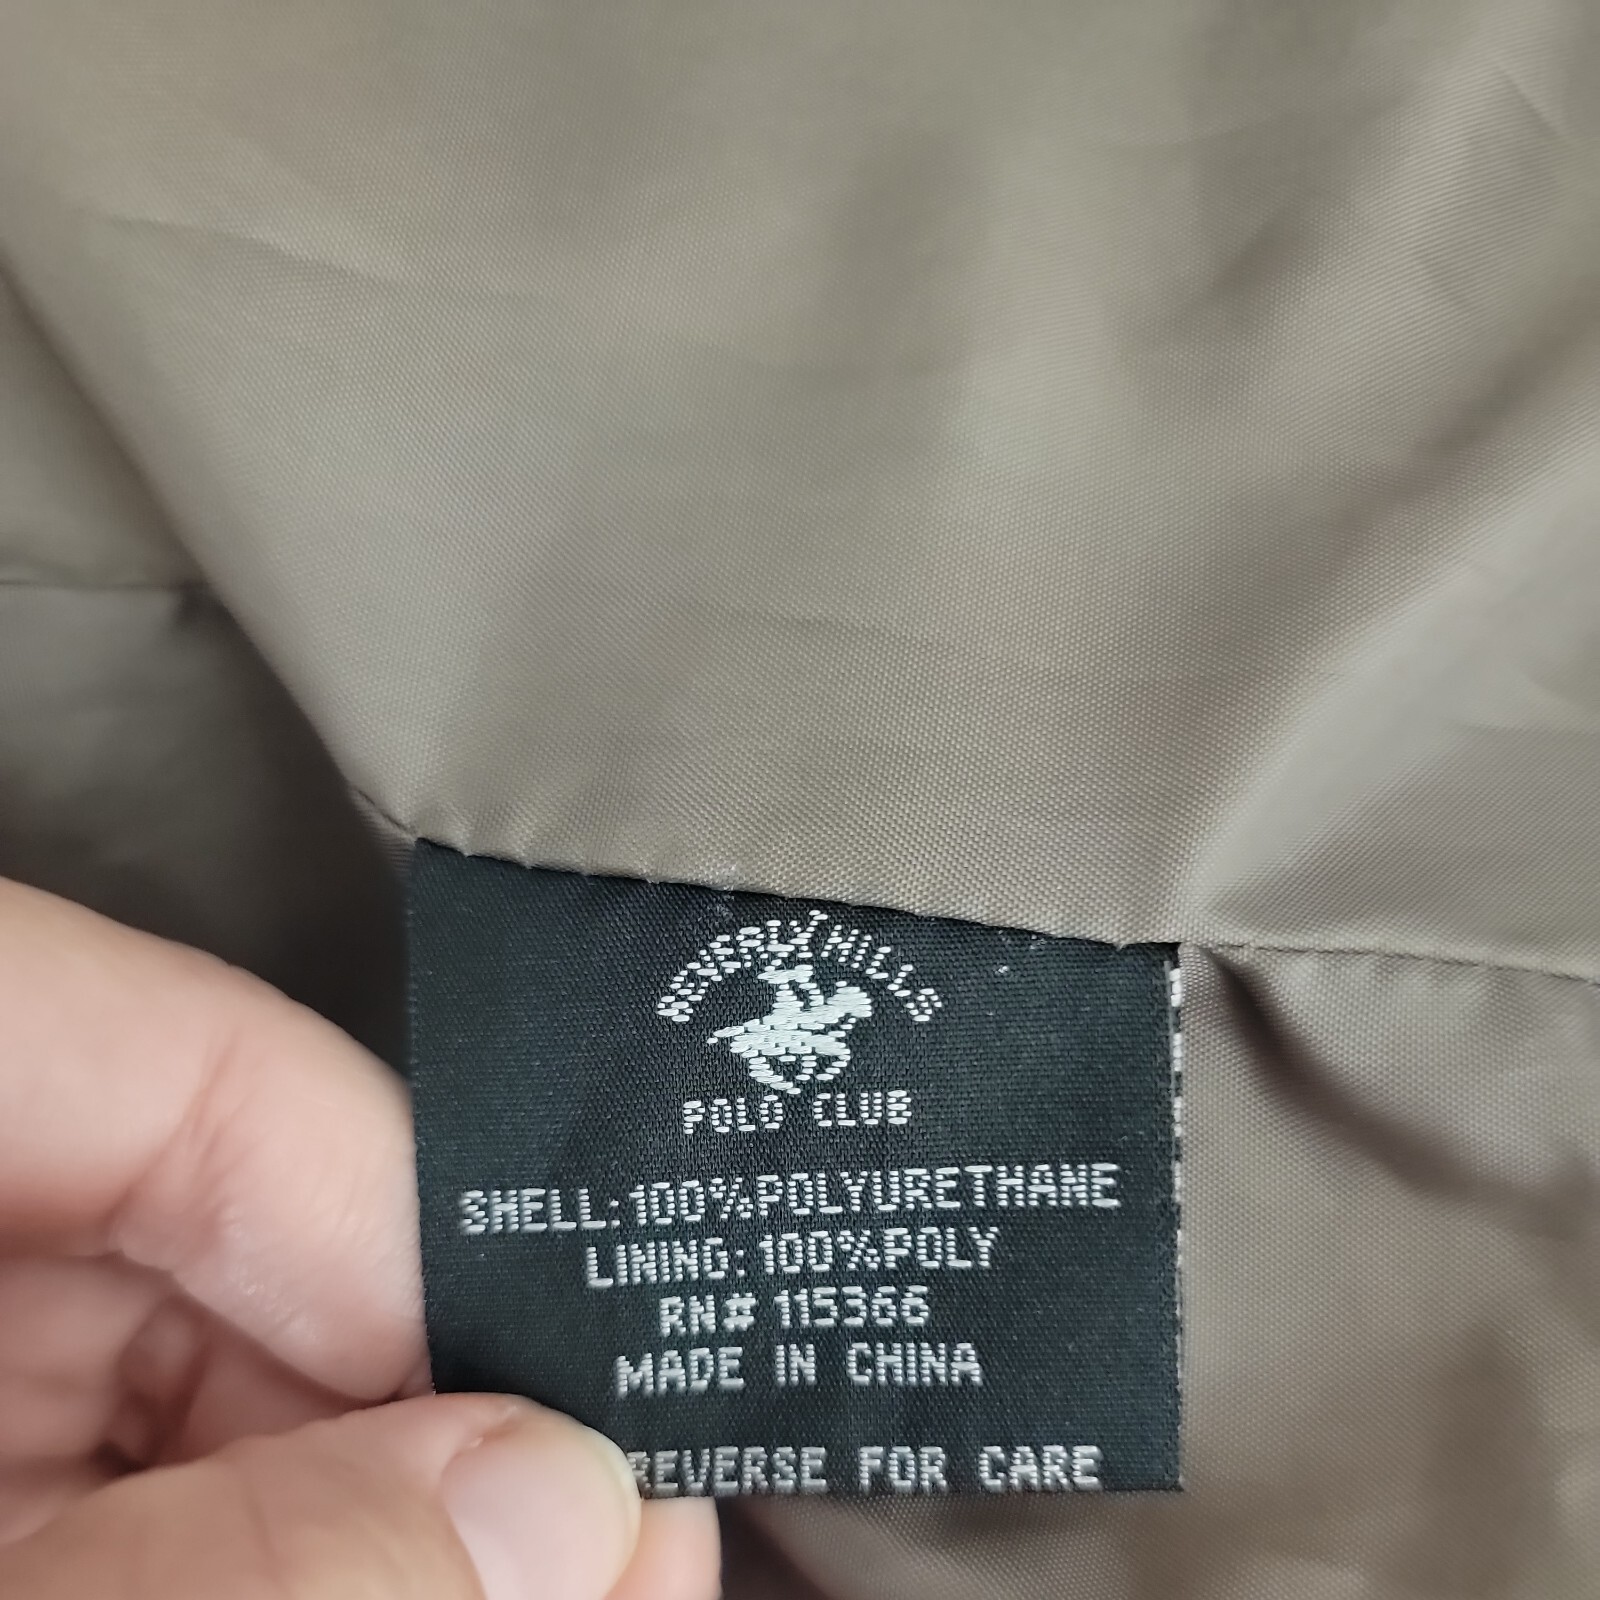 BEVERLY HILLS
POLO CLUB
SHELL:100%POLYURETHANE
LINING:100%POLY
RN# 115366
MADE IN CHINA
REVERSE FOR CARE